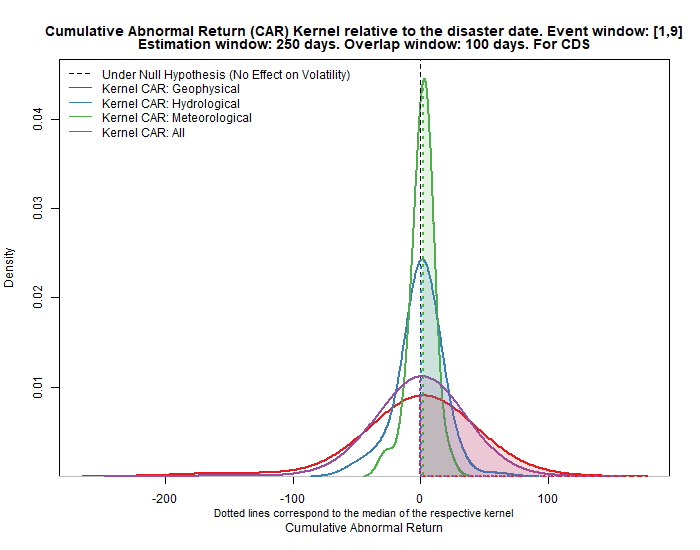 Cumulative Abnormal Return (CAR) Kernel relative to the disaster date. Event window: [1,9]
Estimation window: 250 days. Overlap window: 100 days. For CDS
Under Null Hypothesis (No Effect on Volatility)
Kernel CAR: Geophysical
Kernel CAR: Hydrological
Kernel CAR: Meteorological
Kernel CAR: All
0.04
0.03
0.02
0.01
Density
-200 -100 0 100
Dotted lines correspond to the median of the respective kernel
Cumulative Abnormal Return